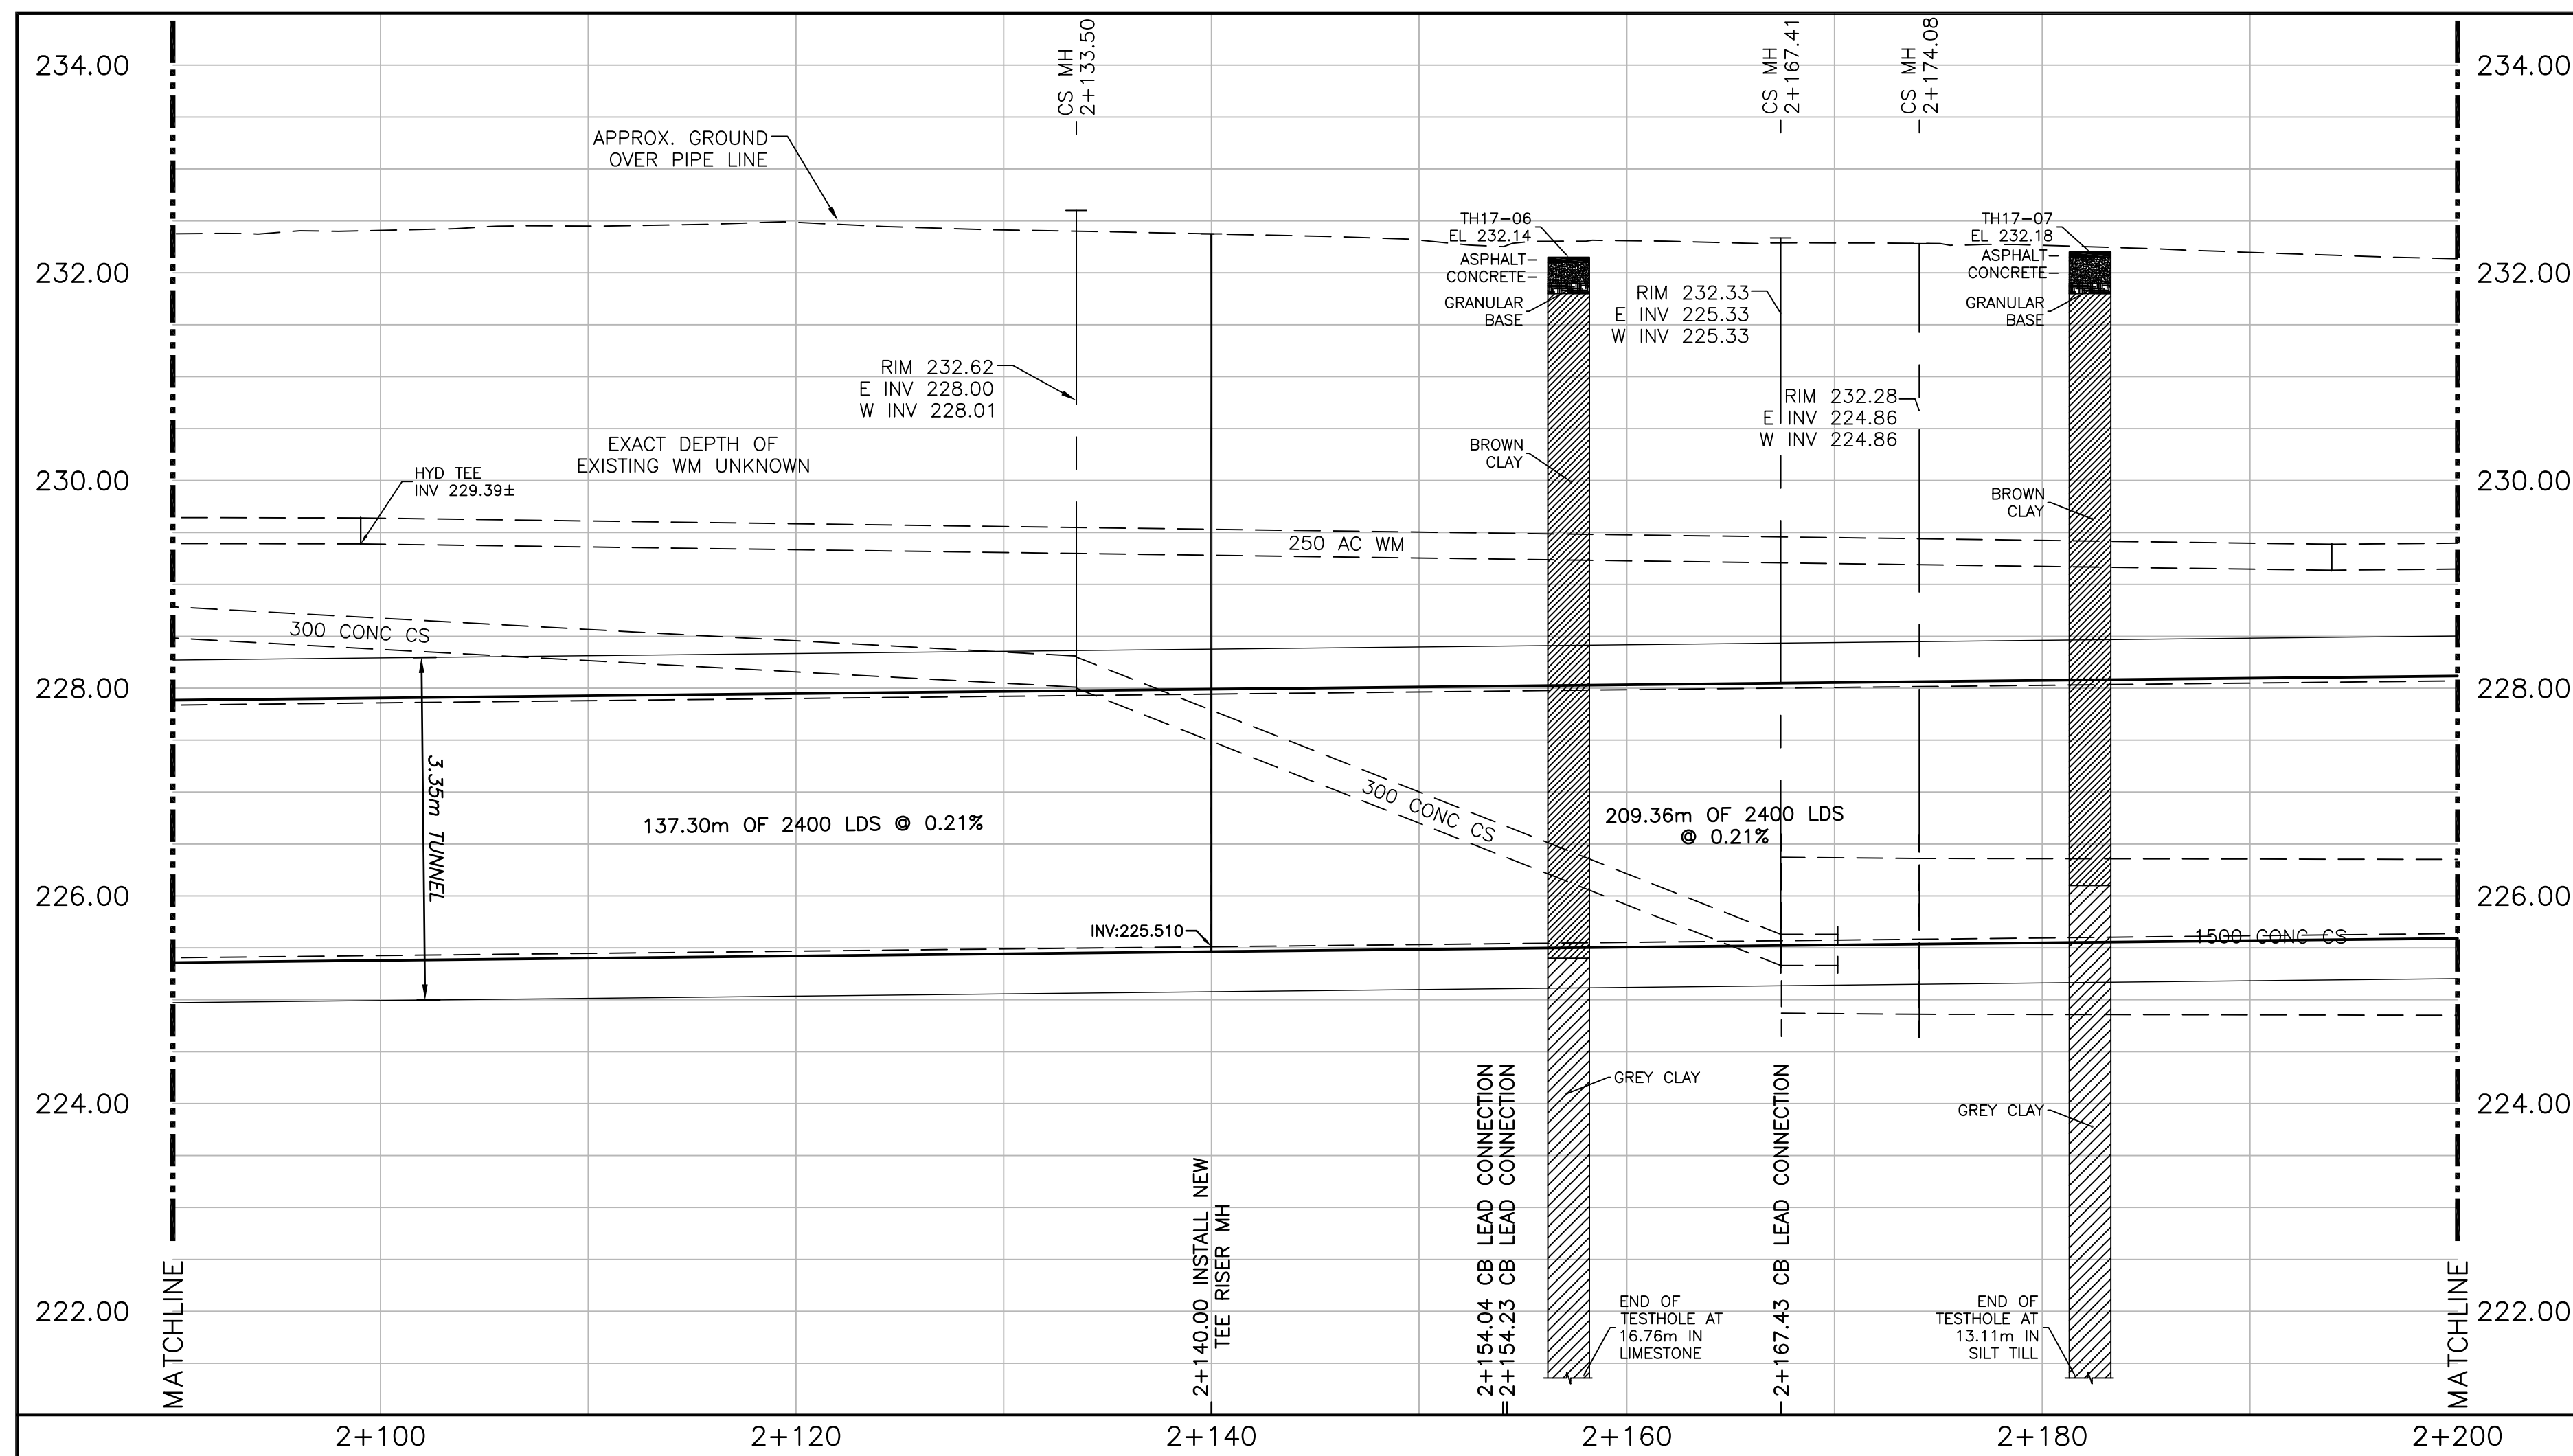 CS MH
2+133.50
CS MH
2+167.41
CS MH
2+174.08
234.00
234.00
APPROX. GROUND
OVER PIPE LINE
TH17-06
EL 232.14
ASPHALT
CONCRETE
GRANULAR
BASE
TH17-07
EL 232.18
ASPHALT
CONCRETE
GRANULAR
BASE
232.00
232.00
RIM 232.33
E INV 225.33
W INV 225.33
RIM 232.62
E INV 228.00
W INV 228.01
RIM 232.28
E INV 224.86
W INV 224.86
EXACT DEPTH OF
EXISTING WM UNKNOWN
HYD TEE
INV 229.39±
BROWN
CLAY
BROWN
CLAY
230.00
230.00
250 AC WM
300 CONC CS
228.00
228.00
3.35m TUNNEL
137.30m OF 2400 LDS @ 0.21%
300 CONC CS
209.36m OF 2400 LDS
@ 0.21%
226.00
226.00
INV:225.510
1500 CONC CS
GREY CLAY
GREY CLAY
224.00
224.00
2+140.00 INSTALL NEW
TEE RISER MH
2+154.04 CB LEAD CONNECTION
2+154.23 CB LEAD CONNECTION
2+167.43 CB LEAD CONNECTION
END OF
TESTHOLE AT
16.76m IN
LIMESTONE
END OF
TESTHOLE AT
13.11m IN
SILT TILL
222.00
222.00
MATCHLINE
MATCHLINE
2+100
2+120
2+140
2+160
2+180
2+200